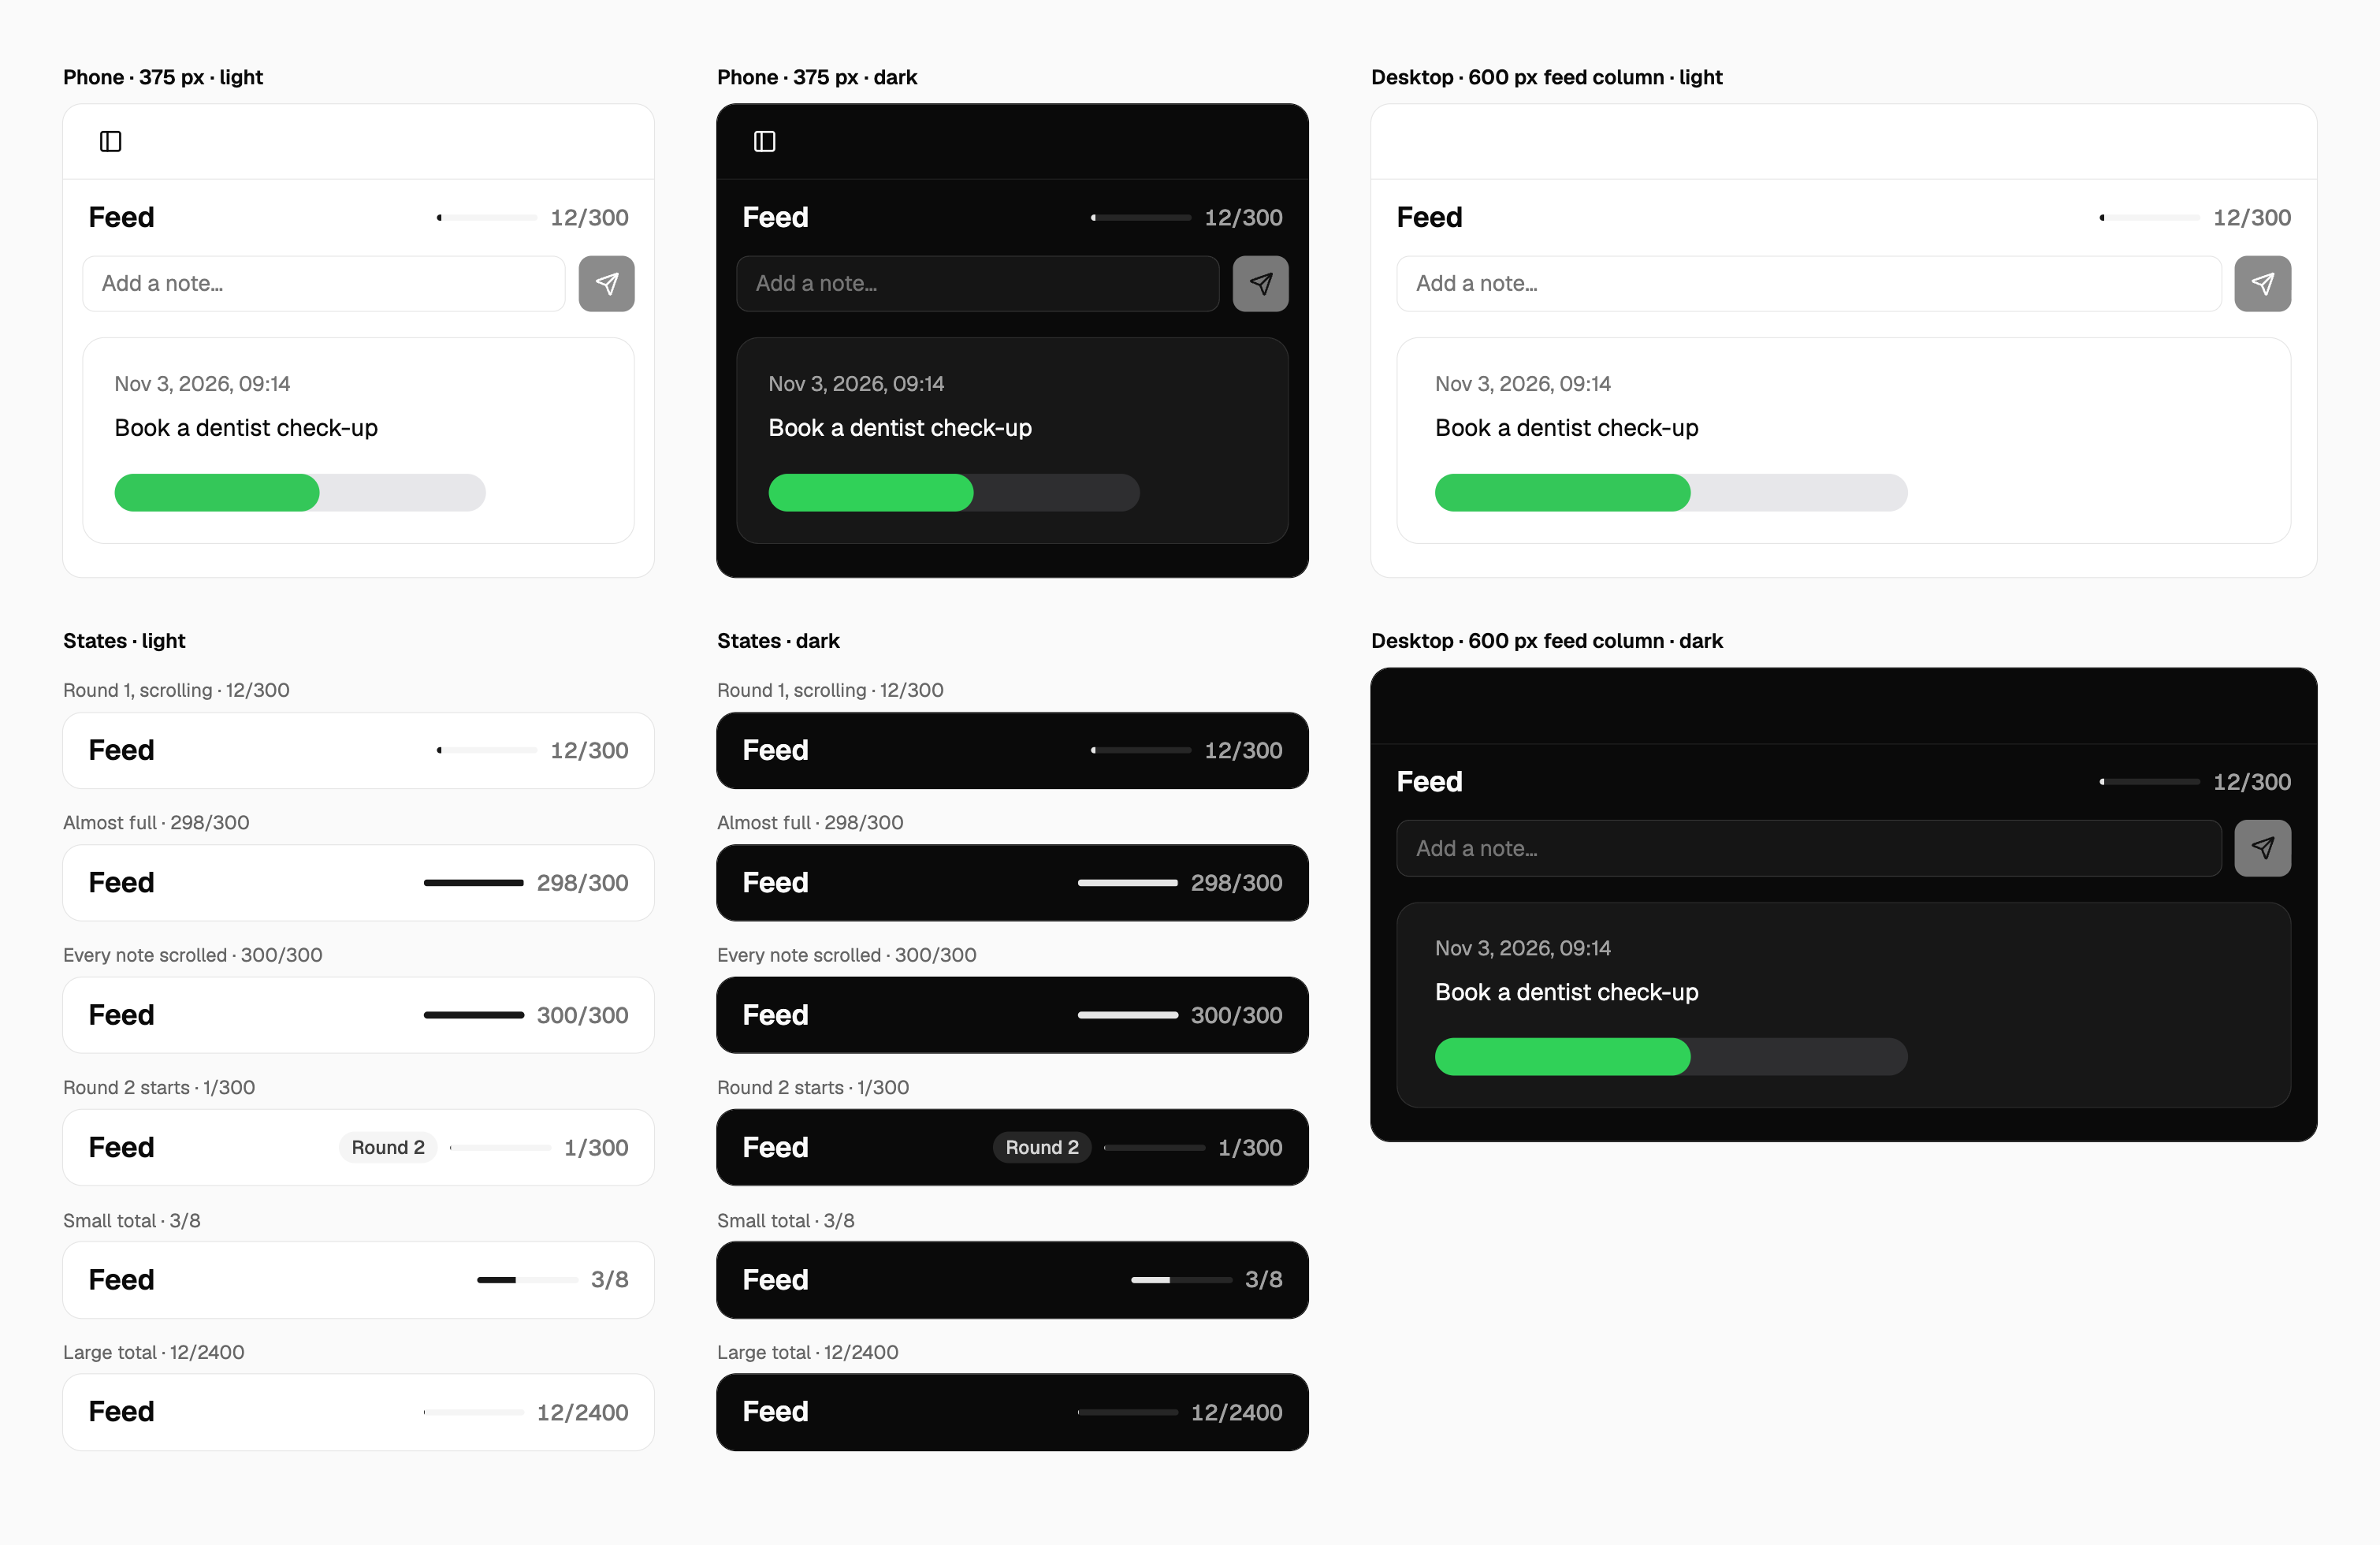 Phone · 375 px · light
Feed
12/300
Add a note...
Nov 3, 2026, 09:14
Book a dentist check-up
Phone · 375 px · dark
Feed
12/300
Add a note...
Nov 3, 2026, 09:14
Book a dentist check-up
Desktop · 600 px feed column · light
Feed
12/300
Add a note...
Nov 3, 2026, 09:14
Book a dentist check-up
States · light
Round 1, scrolling · 12/300
Feed
12/300
Almost full · 298/300
Feed
298/300
Every note scrolled · 300/300
Feed
300/300
Round 2 starts · 1/300
Feed
Round 2
1/300
Small total · 3/8
Feed
3/8
Large total · 12/2400
Feed
12/2400
States · dark
Round 1, scrolling · 12/300
Feed
12/300
Almost full · 298/300
Feed
298/300
Every note scrolled · 300/300
Feed
300/300
Round 2 starts · 1/300
Feed
Round 2
1/300
Small total · 3/8
Feed
3/8
Large total · 12/2400
Feed
12/2400
Desktop · 600 px feed column · dark
Feed
12/300
Add a note...
Nov 3, 2026, 09:14
Book a dentist check-up